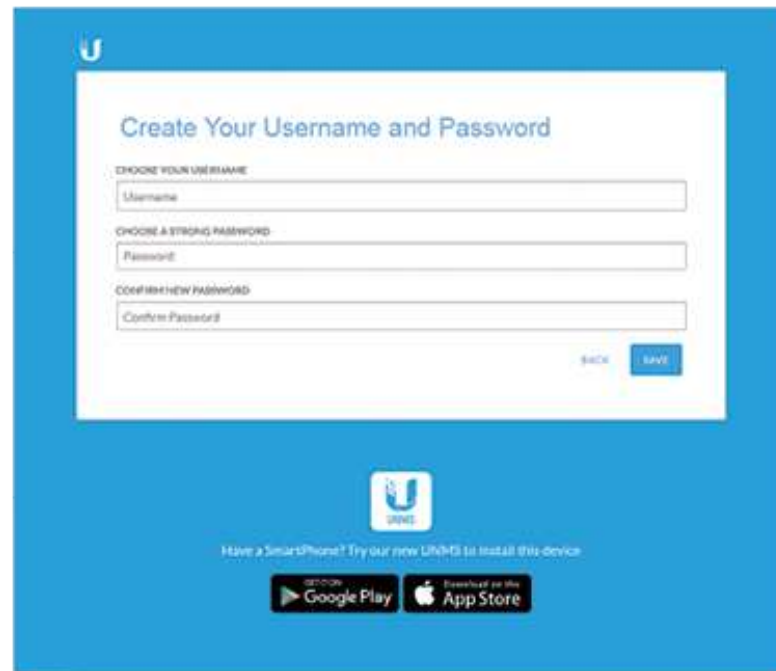 U
Create Your Username and Password
CHOOSE YOUR USERNAME
Username
CHOOSE A STRONG PASSWORD
Password
CONFIRM NEW PASSWORD
Confirm Password
BACK SAVE
U
UNMS
Have a SmartPhone? Try our new UNMS to install this device
GET IT ON
Google Play
Download on the
App Store